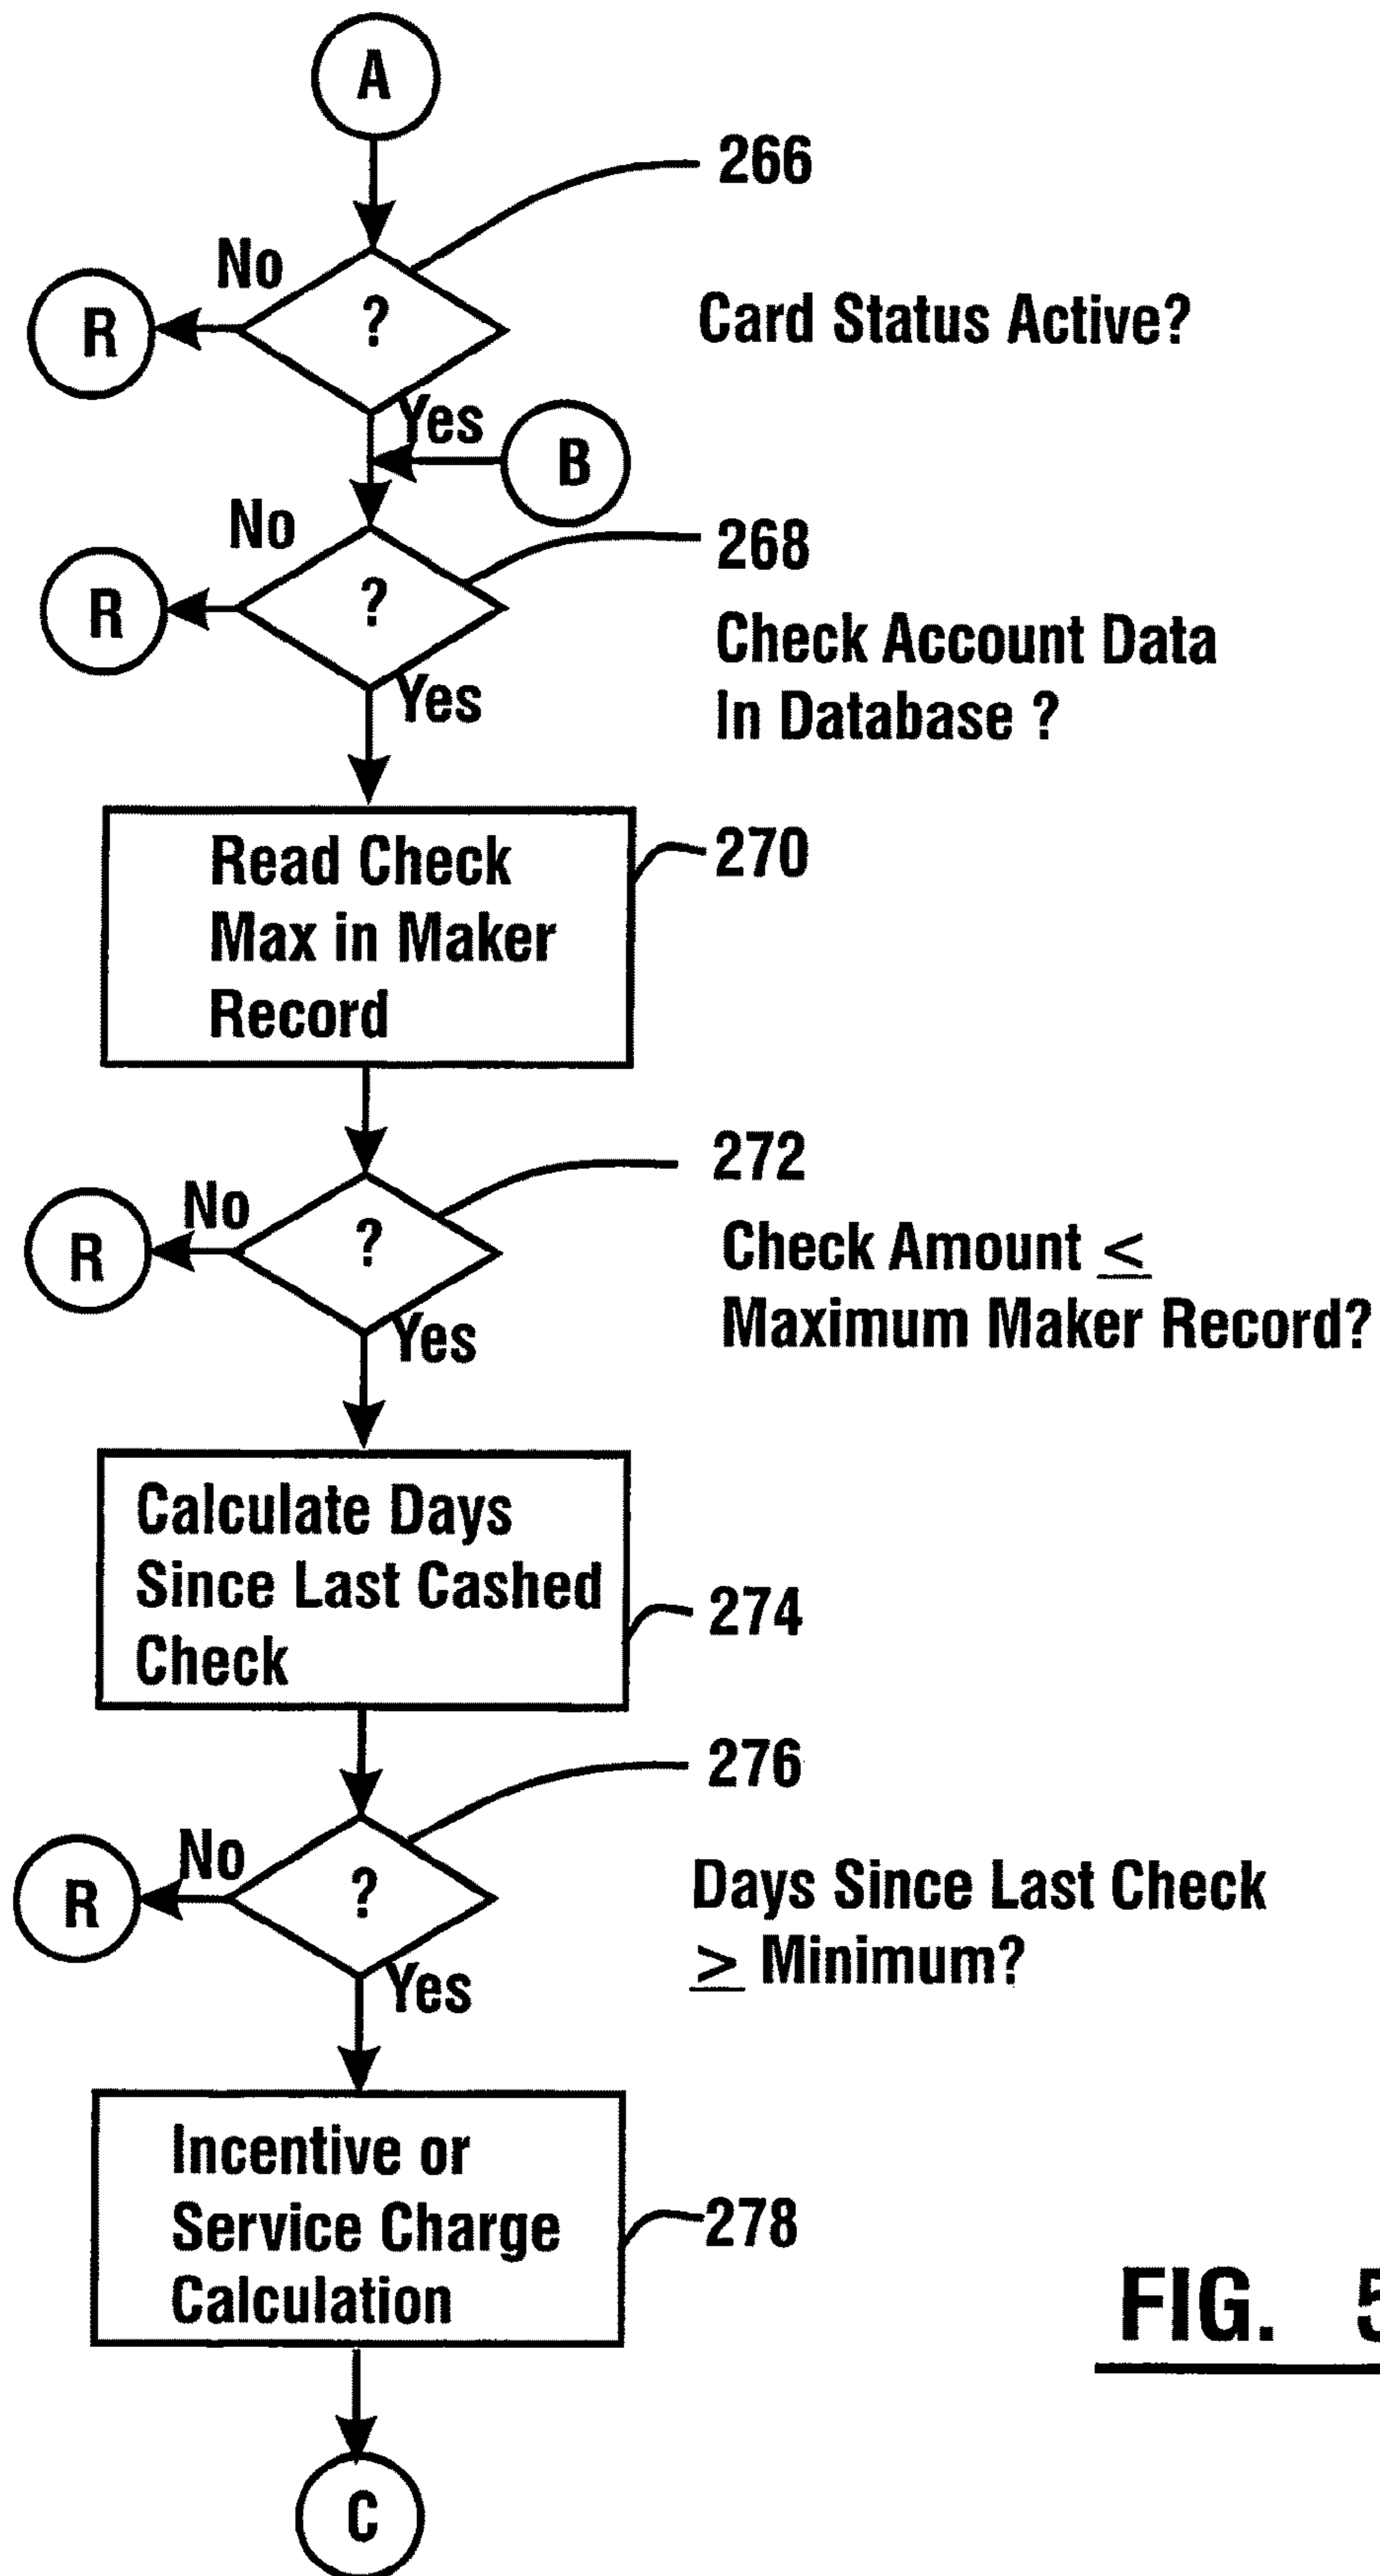 A
266
No
?
R
Card Status Active?
Yes
B
No
268
?
R
Check Account Data
In Database ?
Yes
Read Check
Max in Maker
Record
270
272
No
?
R
Check Amount ≤
Maximum Maker Record?
Yes
Calculate Days
Since Last Cashed
Check
274
276
No
?
R
Days Since Last Check
≥ Minimum?
Yes
Incentive or
Service Charge
Calculation
278
FIG. 5
C